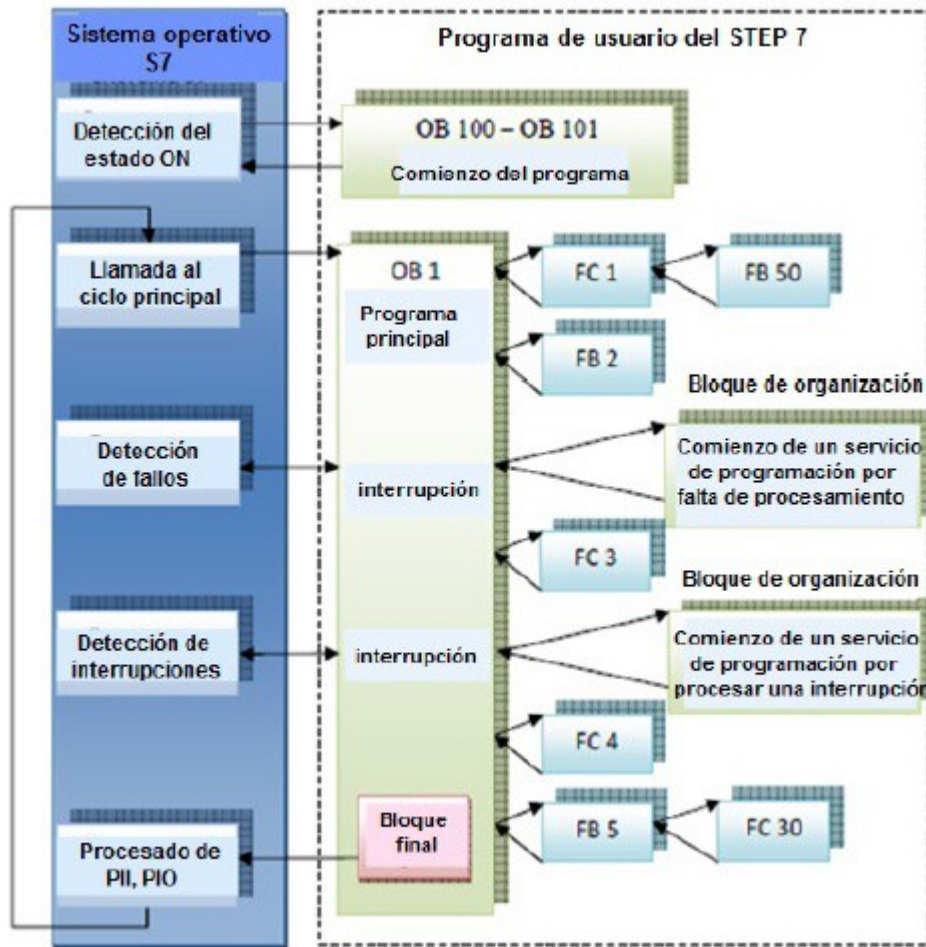 Sistema operativo
S7
Programa de usuario del STEP 7
Detección del
estado ON
OB 100 – OB 101
Comienzo del programa
Llamada al
ciclo principal
OB 1
Programa
principal
FC 1
FB 50
FB 2
Bloque de organización
Detección
de fallos
interrupción
Comienzo de un servicio
de programación por
falta de procesamiento
FC 3
Bloque de organización
Detección de
interrupciones
interrupción
Comienzo de un servicio
de programación por
procesar una interrupción
FC 4
Bloque
final
FB 5
FC 30
Procesado de
PII, PIO